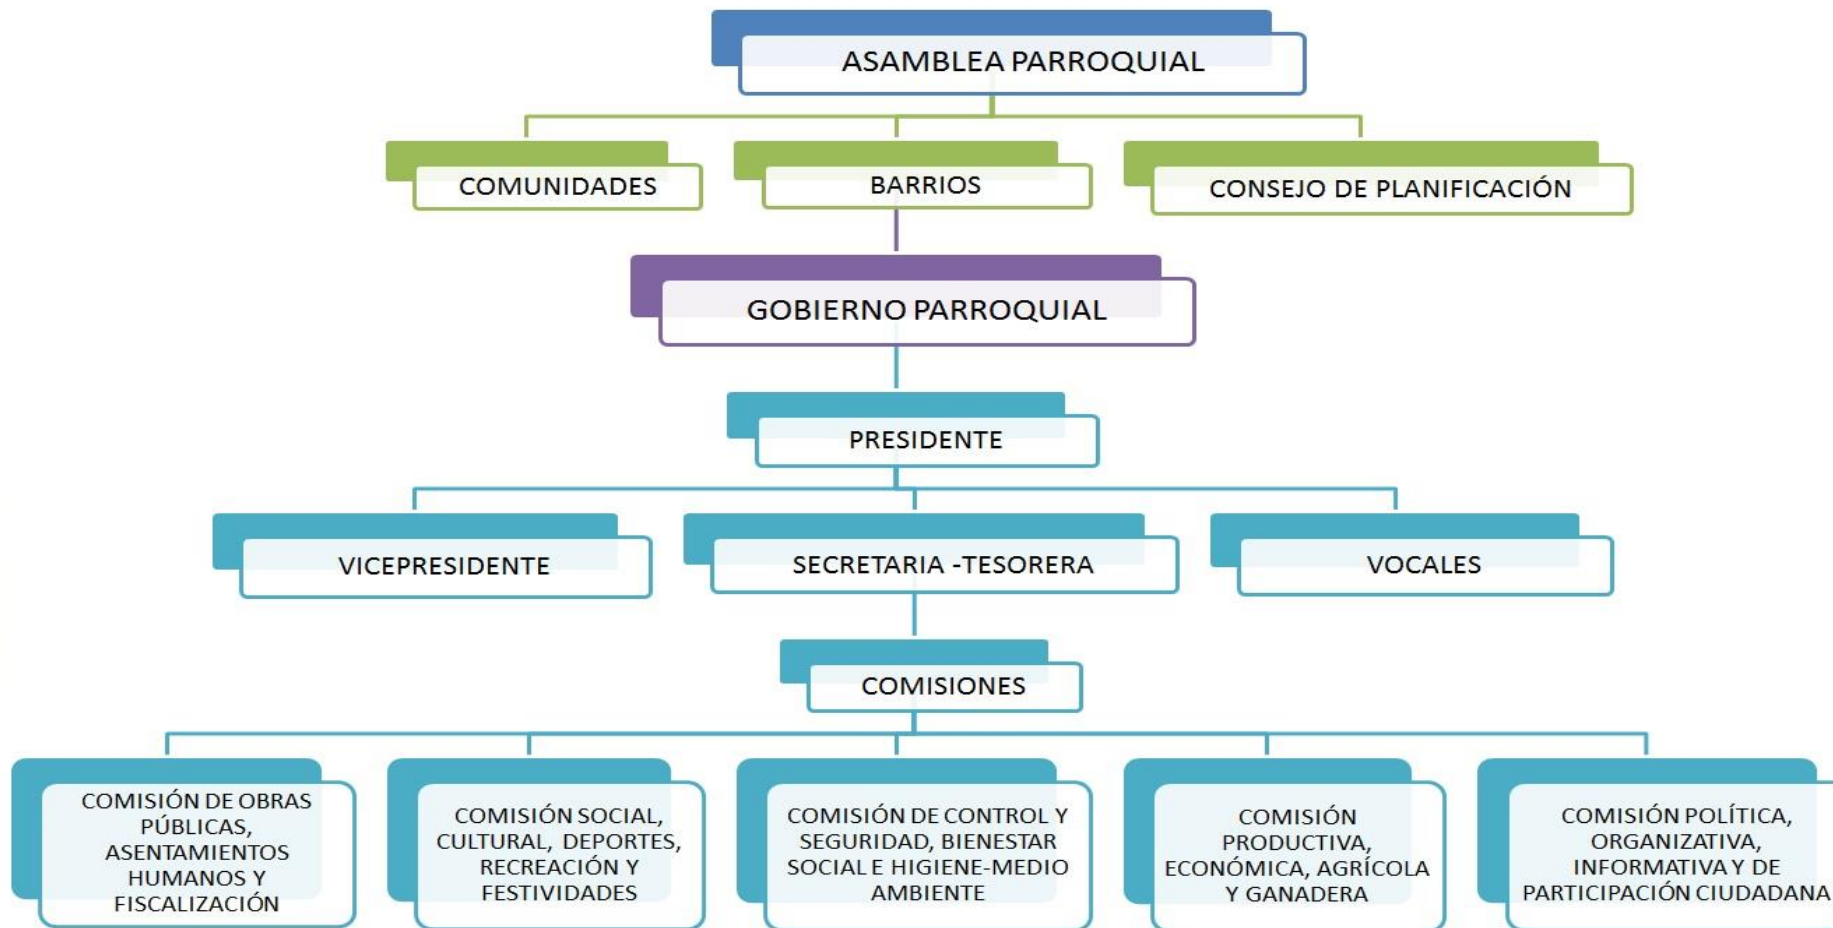 ASAMBLEA PARROQUIAL
COMUNIDADES
BARRIOS
CONSEJO DE PLANIFICACIÓN
GOBIERNO PARROQUIAL
PRESIDENTE
VICEPRESIDENTE
SECRETARIA -TESORERA
VOCALES
COMISIONES
COMISIÓN DE OBRAS
PÚBLICAS,
ASENTAMIENTOS
HUMANOS Y
FISCALIZACIÓN
COMISIÓN SOCIAL,
CULTURAL, DEPORTES,
RECREACIÓN Y
FESTIVIDADES
COMISIÓN DE CONTROL Y
SEGURIDAD, BIENESTAR
SOCIAL E HIGIENE-MEDIO
AMBIENTE
COMISIÓN
PRODUCTIVA,
ECONÓMICA, AGRÍCOLA
Y GANADERA
COMISIÓN POLÍTICA,
ORGANIZATIVA,
INFORMATIVA Y DE
PARTICIPACIÓN CIUDADANA